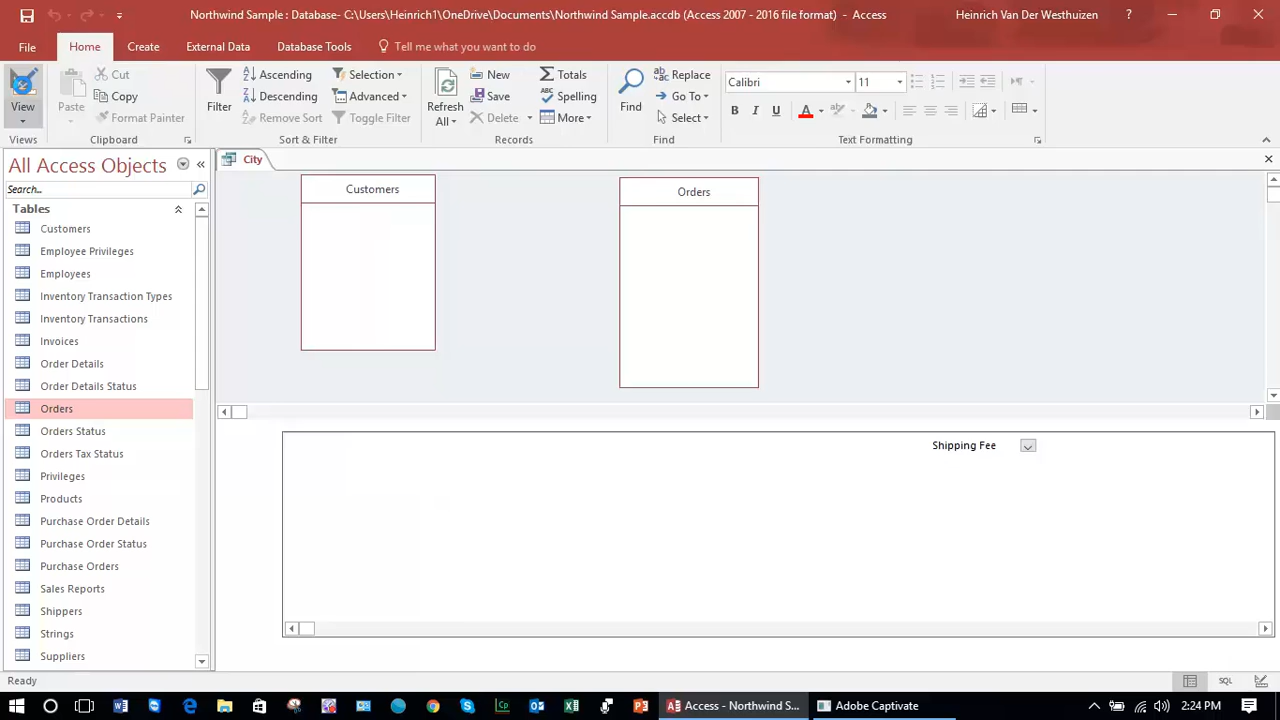 Northwind Sample : Database- C:\Users\Heinrich1\OneDrive\Documents\Northwind Sample.accdb (Access 2007 - 2016 file format) - Access
Heinrich Van Der Westhuizen
?
File
Home
Create
External Data
Database Tools
Tell me what you want to do
View
Paste
Cut
Copy
Format Painter
Filter
Ascending
Descending
Remove Sort
Selection
Advanced
Toggle Filter
Refresh All
New
Save
Delete
Totals
Spelling
More
Find
Replace
Go To
Select
Calibri
11
B I U
Views
Clipboard
Sort & Filter
Records
Find
Text Formatting
All Access Objects
Search...
Tables
Customers
Employee Privileges
Employees
Inventory Transaction Types
Inventory Transactions
Invoices
Order Details
Order Details Status
Orders
Orders Status
Orders Tax Status
Privileges
Products
Purchase Order Details
Purchase Order Status
Purchase Orders
Sales Reports
Shippers
Strings
Suppliers
City
Customers
Orders
Shipping Fee
Ready
SQL
Access - Northwind S...
Adobe Captivate
2:24 PM